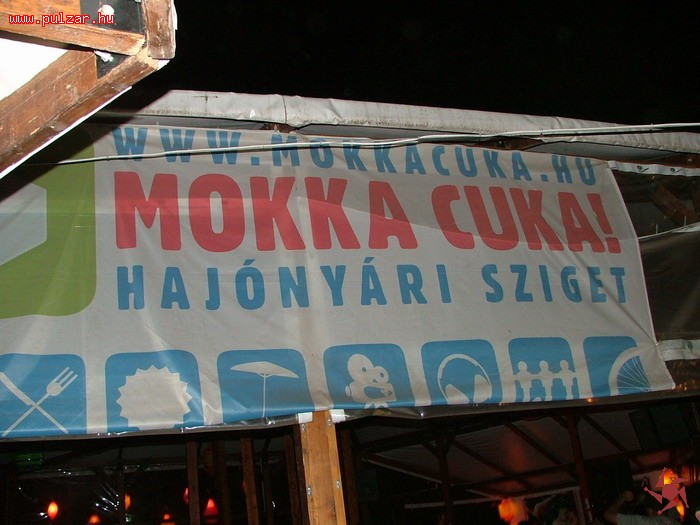 www.pulzar.hu
WWW.MOKKACUKA.HU
MOKKA CUKA!
HAJÓNYÁRI SZIGET